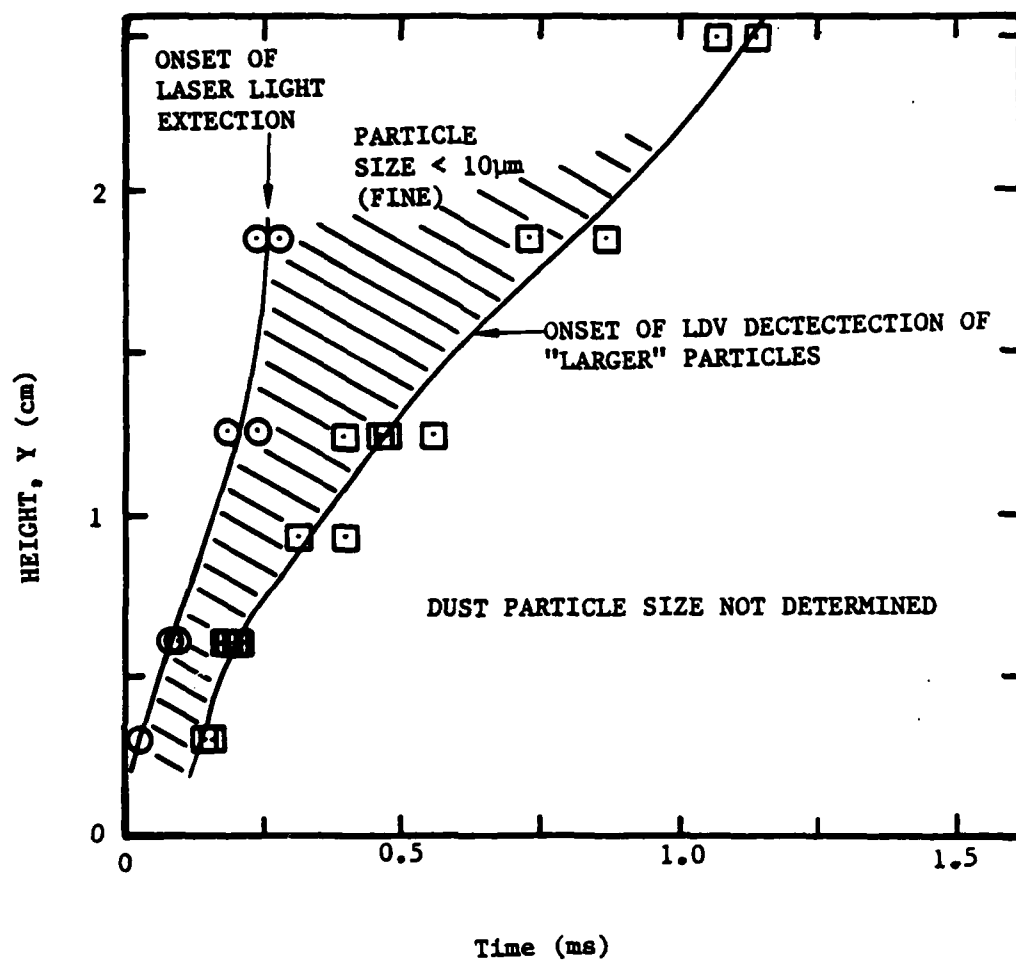 ONSET OF
LASER LIGHT
EXTECTION
PARTICLE
SIZE < 10μm
(FINE)
2
ONSET OF LDV DECTECTECTION OF
"LARGER" PARTICLES
HEIGHT, Y (cm)
1
DUST PARTICLE SIZE NOT DETERMINED
0
0
0.5
1.0
1.5
Time (ms)